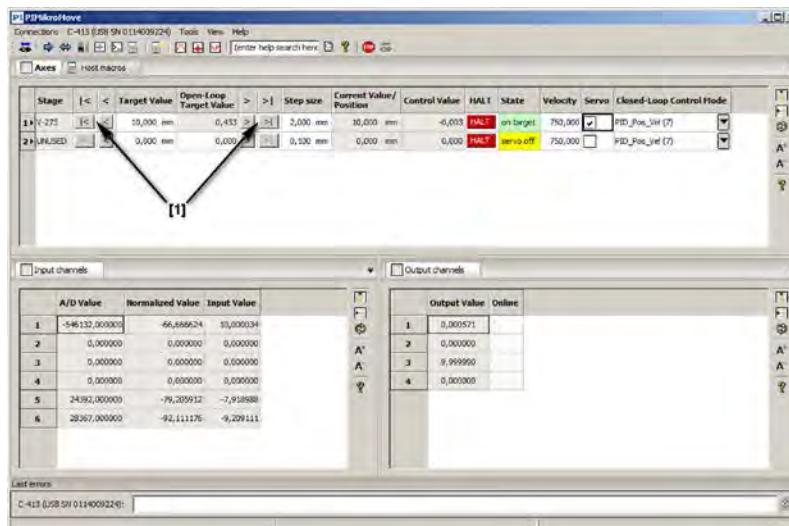 PIMikroMove
Connections C-413 (USB SN 0114009224) Tools View Help
[enter help search here]
Axes Host macros
Stage |< < Target Value Open-Loop Target Value > >| Step size Current Value/ Position Control Value HALT State Velocity Servo Closed-Loop Control Mode
1 V-275 |< < 10,000 mm 0,433 > >| 2,000 mm 10,000 mm -0,003 HALT on target 750,000 PID_Pos_Vel (7)
2 UNUSED 0,000 mm 0,000 0,100 mm 0,000 mm 0,000 HALT servo off 750,000 PID_Pos_Vel (7)
[1]
Input channels
A/D Value Normalized Value Input Value
1 -546132,000000 -66,666624 10,000034
2 0,000000 0,000000 0,000000
3 0,000000 0,000000 0,000000
4 0,000000 0,000000 0,000000
5 24392,000000 -79,205912 -7,918988
6 28367,000000 -92,111176 -9,209111
Output channels
Output Value Online
1 0,000571
2 0,000000
3 9,999990
4 0,000000
Last errors
C-413 (USB SN 0114009224):